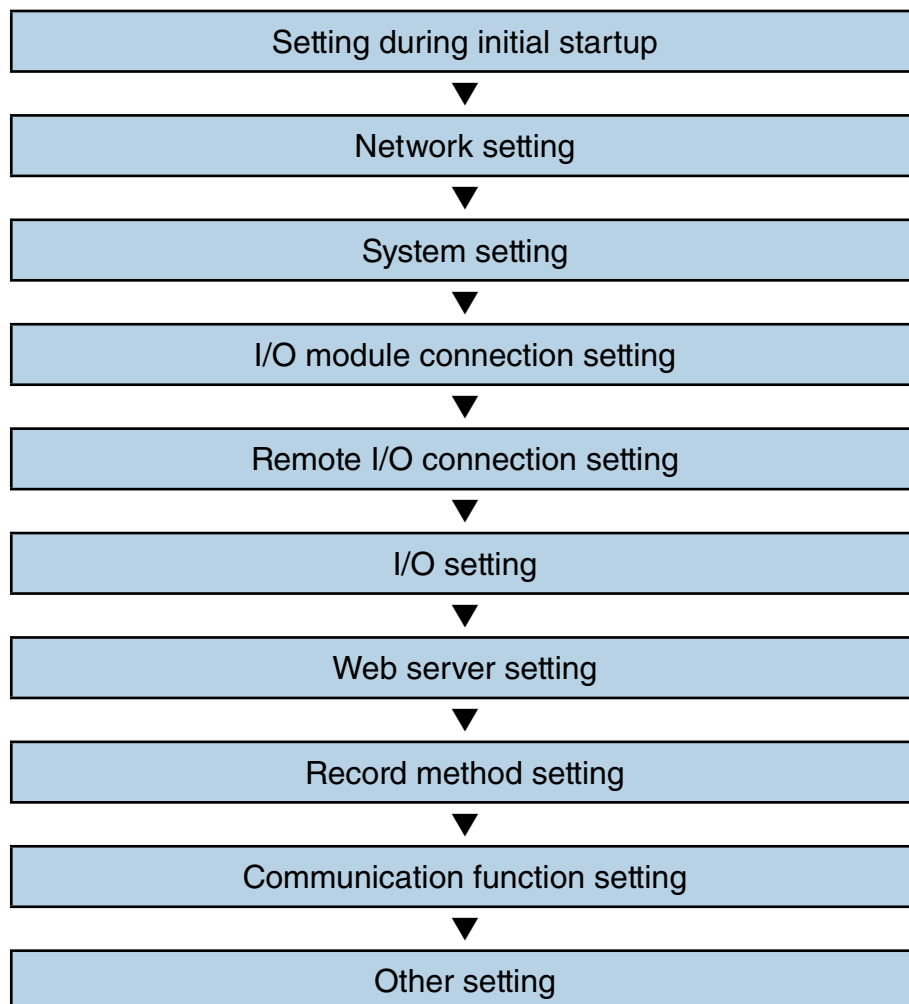 Setting during initial startup
Network setting
System setting
I/O module connection setting
Remote I/O connection setting
I/O setting
Web server setting
Record method setting
Communication function setting
Other setting